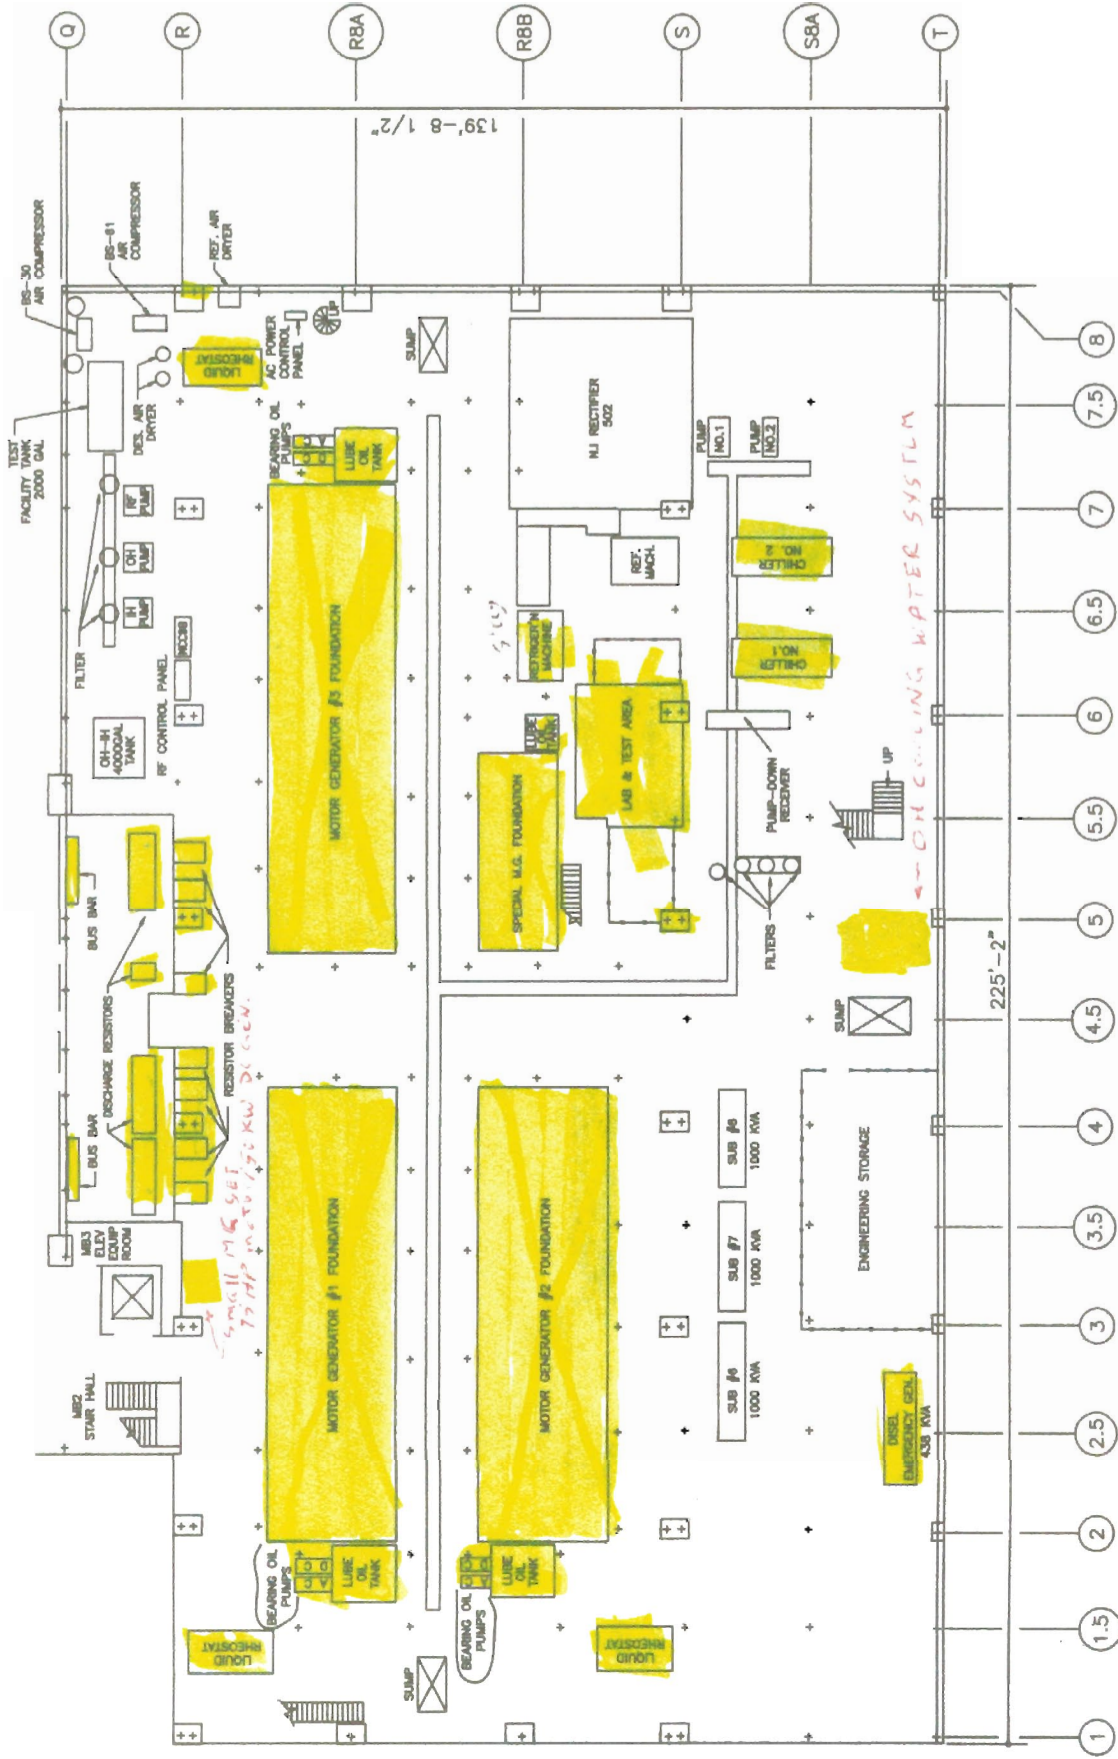 Q
R
R8A
R8B
S
S8A
T
139'-8 1/2"
225'-2"
8
7.5
7
6.5
6
5.5
5
4.5
4
3.5
3
2.5
2
1.5
1
BS-30
AIR COMPRESSOR
BS-81
AIR
COMPRESSOR
REF. AIR
DRYER
TEST
FACILITY TANK
2000 GAL
DES. AIR
DRYER
LIQUID
RHEOSTAT
AC POWER
CONTROL
PANEL
UP
SUMP
FILTER
RF
PUMP
OH
PUMP
IH
PUMP
OH-IH
4000GAL
TANK
RF CONTROL PANEL
BEARING OIL
PUMPS
LUBE
OIL
TANK
MOTOR GENERATOR #3 FOUNDATION
N.I RECTIFIER
502
PUMP
NO.1
PUMP
NO.2
REF.
MACH.
REFRIGER'N
MACHINE
LUBE
OIL
TANK
SPECIAL M.G. FOUNDATION
LAB & TEST AREA
CHILLER
NO. 2
CHILLER
NO.1
PUMP-DOWN
RECEIVER
UP
FILTERS
OH COOLING WATER SYSTEM
SUMP
BUS BAR
DISCHARGE RESISTORS
RESISTOR BREAKERS
BUS BAR
MB3
ELEV
EQUIP
ROOM
MB2
STAIR HALL
Small MG SET
75 HP
KW DC GEN.
MOTOR GENERATOR #1 FOUNDATION
BEARING OIL
PUMPS
LUBE
OIL
TANK
LIQUID
RHEOSTAT
SUMP
MOTOR GENERATOR #2 FOUNDATION
BEARING OIL
PUMPS
LUBE
OIL
TANK
LIQUID
RHEOSTAT
SUB #8
1000 KVA
SUB #7
1000 KVA
SUB #6
1000 KVA
ENGINEERING STORAGE
DISEL
EMERGENCY GEN.
438 KVA